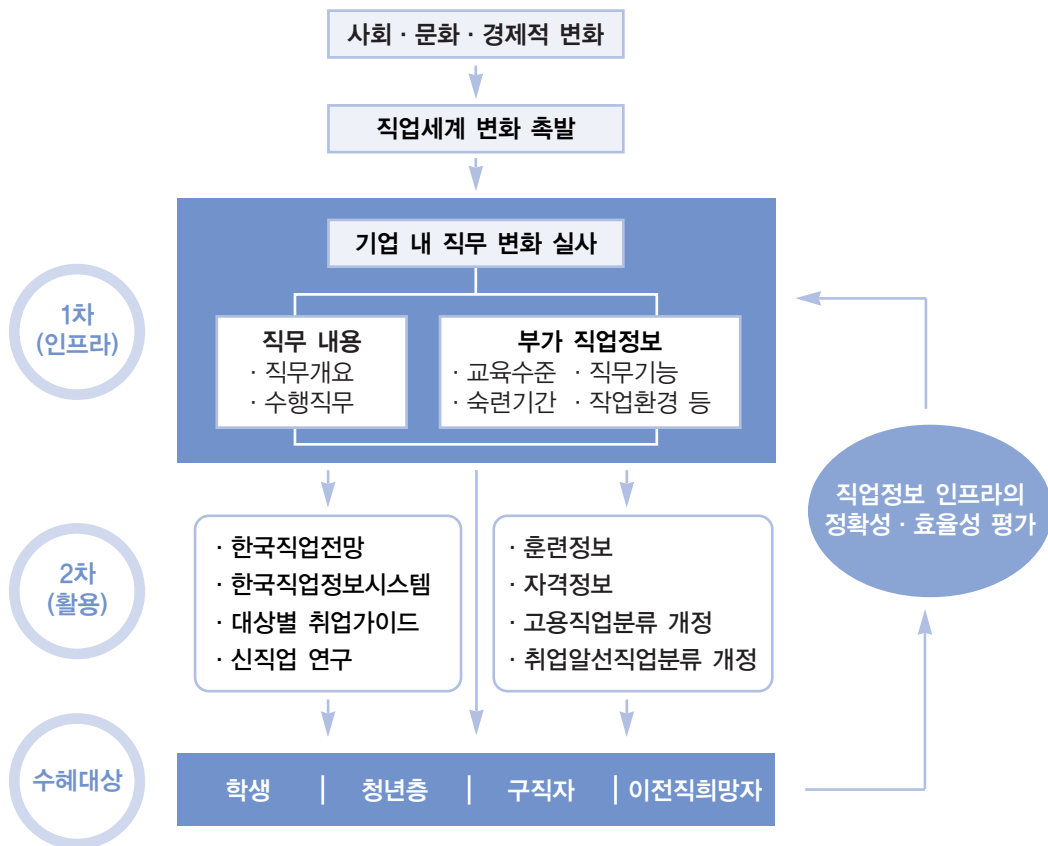 사회 · 문화 · 경제적 변화
직업세계 변화 촉발
기업 내 직무 변화 실사
1차
(인프라)
직무 내용
· 직무개요
· 수행직무
부가 직업정보
· 교육수준 · 직무기능
· 숙련기간 · 작업환경 등
직업정보 인프라의
정확성 · 효율성 평가
2차
(활용)
· 한국직업전망
· 한국직업정보시스템
· 대상별 취업가이드
· 신직업 연구
· 훈련정보
· 자격정보
· 고용직업분류 개정
· 취업알선직업분류 개정
수혜대상
학생 | 청년층 | 구직자 | 이전직희망자